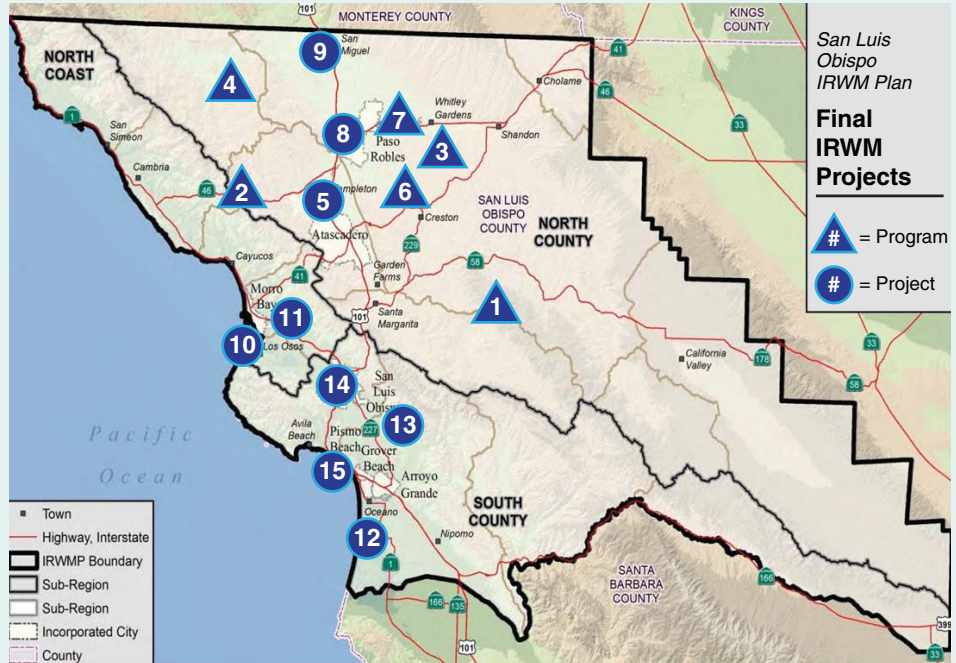 101
MONTEREY COUNTY
KINGS
COUNTY
San Luis
Obispo
IRWM Plan
Final
IRWM
Projects
# = Program
# = Project
NORTH
COAST
9
San
Miguel
41
46
33
Cholame
4
1
8
7
Whitley
Gardens
Shandon
San
Simeon
Paso
Robles
3
Cambria
46
2
5
Templeton
6
Creston
SAN LUIS
OBISPO
COUNTY
NORTH
COUNTY
Atascadero
229
Cayucos
41
Garden
Farms
58
Morro
Bay
11
101
Santa
Margarita
1
10
Los Osos
California
Valley
178
33
58
14
San
Luis
Obispo
13
227
Avila
Beach
Pismo
Beach
Grover
Beach
15
Arroyo
Grande
Pacific
Ocean
Oceano
SOUTH
COUNTY
12
Nipomo
1
SANTA
BARBARA
COUNTY
166
135
101
166
399
33
Town
Highway, Interstate
IRWMP Boundary
Sub-Region
Sub-Region
Incorporated City
County